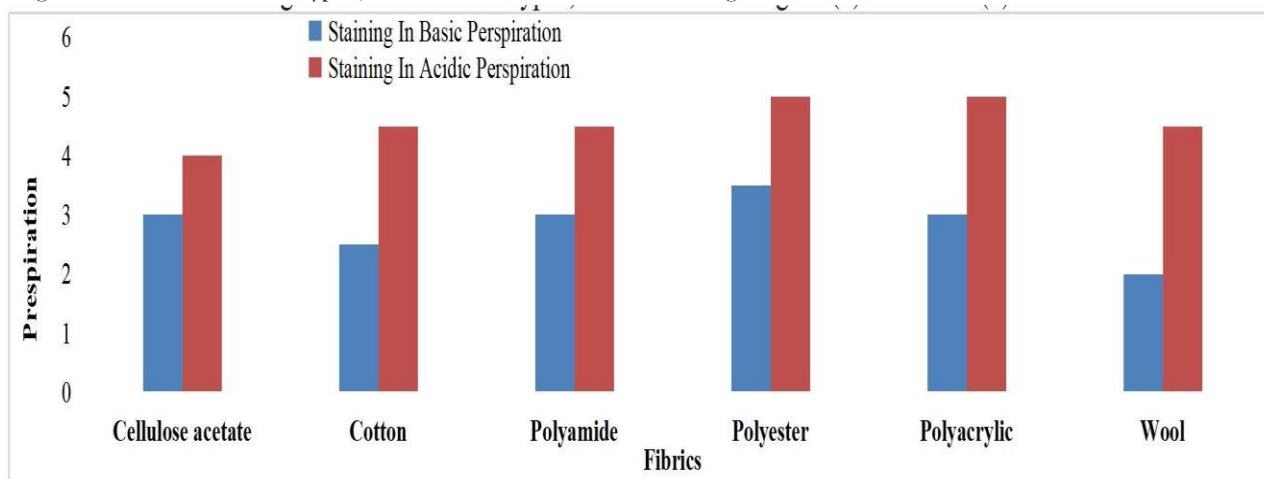 6
Staining In Basic Perspiration
Staining In Acidic Perspiration
5
4
3
2
1
0
Prespiration
Cellulose acetate Cotton Polyamide Polyester Polyacrylic Wool
Fibrics